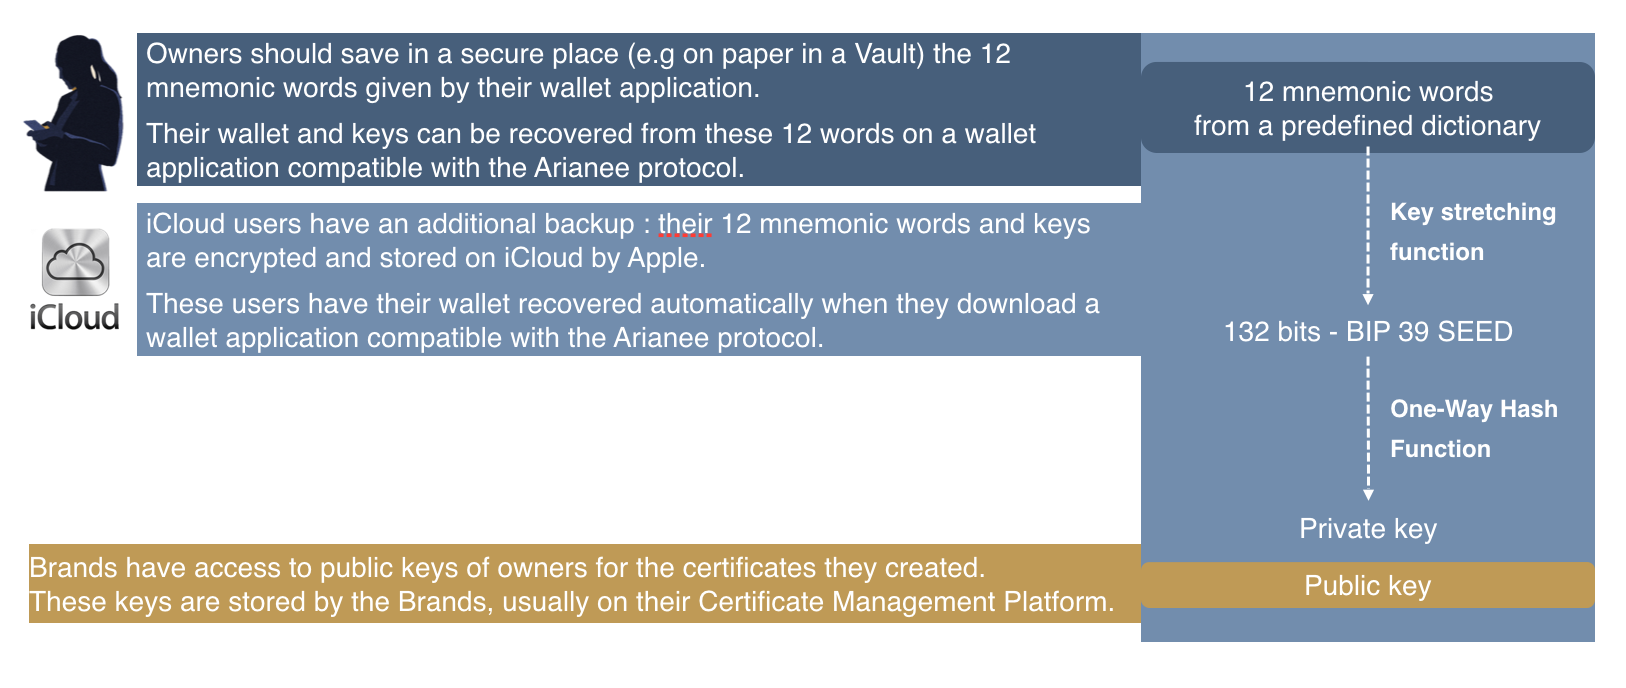 Owners should save in a secure place (e.g on paper in a Vault) the 12
mnemonic words given by their wallet application.
Their wallet and keys can be recovered from these 12 words on a wallet
application compatible with the Arianee protocol.
iCloud
iCloud users have an additional backup : their 12 mnemonic words and keys
are encrypted and stored on iCloud by Apple.
These users have their wallet recovered automatically when they download a
wallet application compatible with the Arianee protocol.
Brands have access to public keys of owners for the certificates they created.
These keys are stored by the Brands, usually on their Certificate Management Platform.
12 mnemonic words
from a predefined dictionary
Key stretching
function
132 bits - BIP 39 SEED
One-Way Hash
Function
Private key
Public key